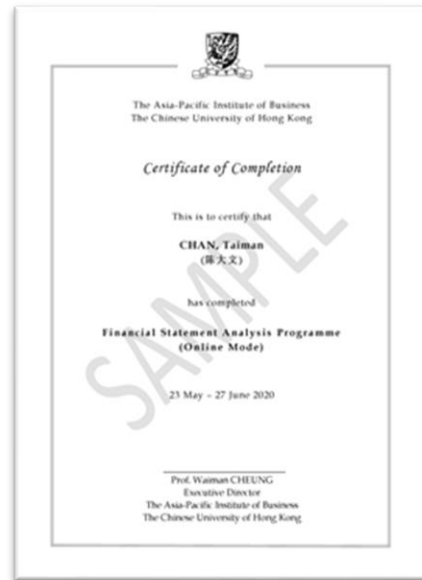 The Asia-Pacific Institute of Business
The Chinese University of Hong Kong
Certificate of Completion
This is to certify that
CHAN, Taiman
(陳大文)
has completed
Financial Statement Analysis Programme
(Online Mode)
23 May – 27 June 2020
SAMPLE
Prof. Waiman CHEUNG
Executive Director
The Asia-Pacific Institute of Business
The Chinese University of Hong Kong